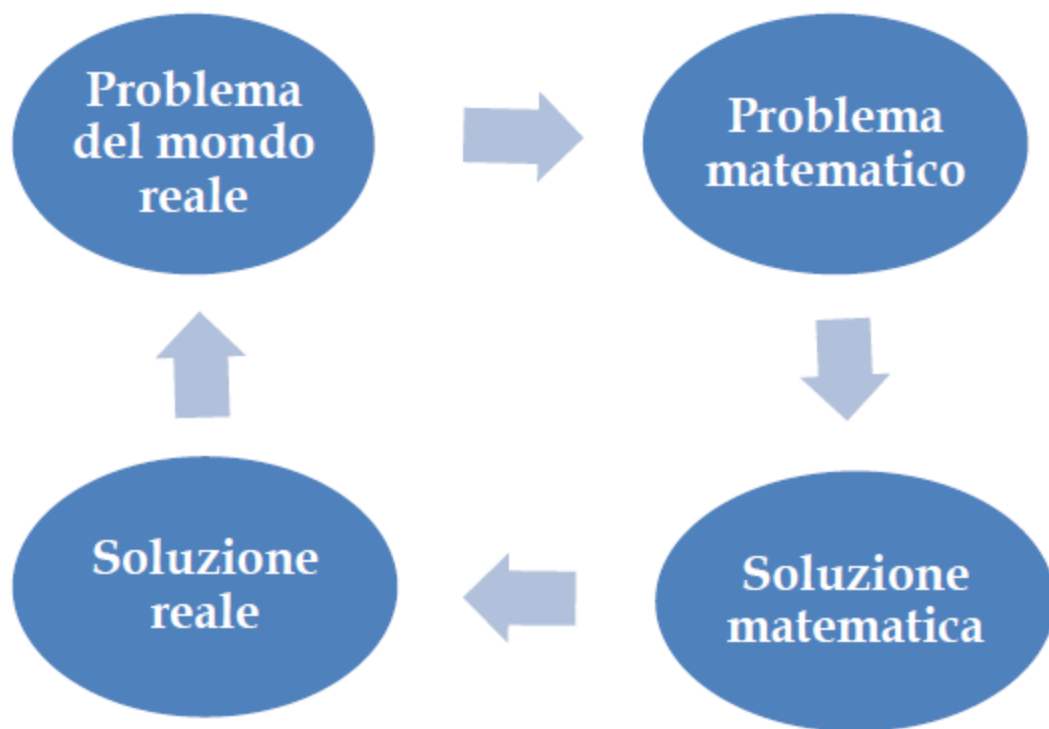 Problema
del mondo
reale
Problema
matematico
Soluzione
reale
Soluzione
matematica